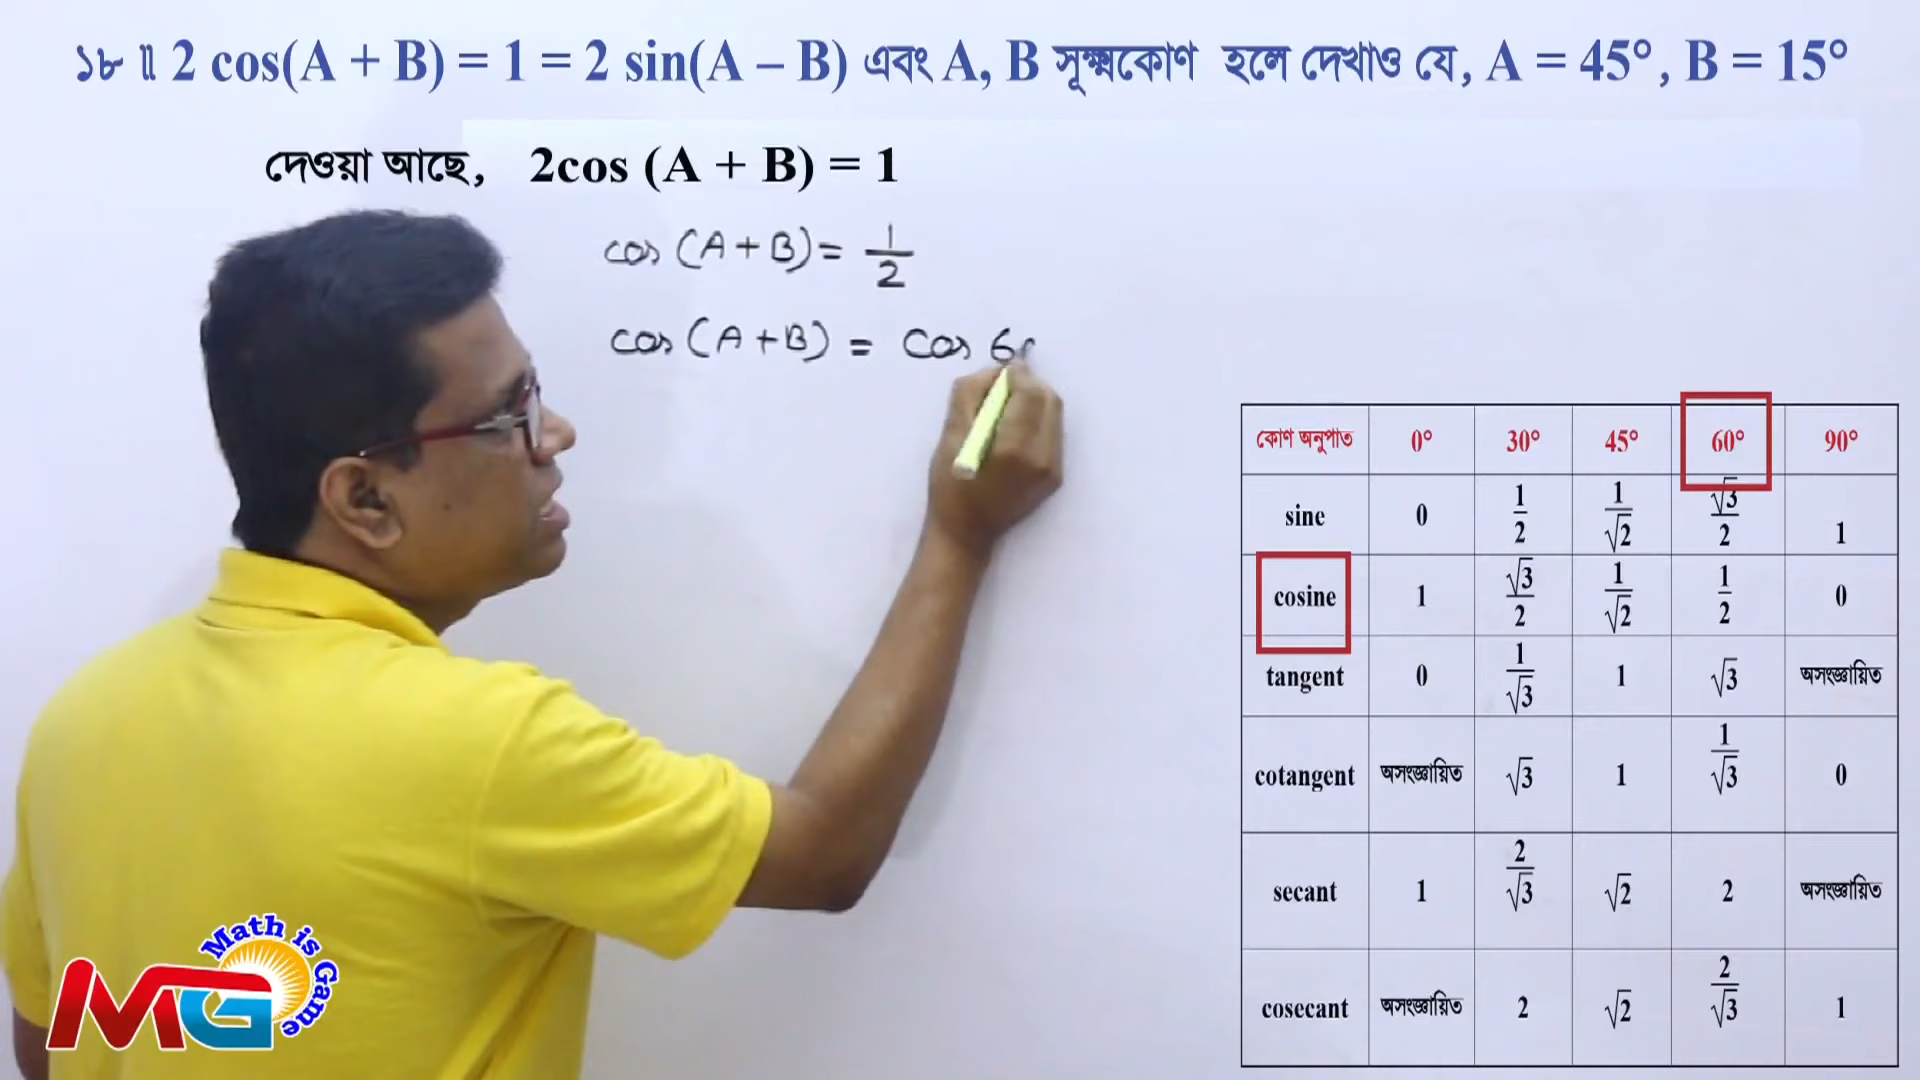 ১৮॥ 2 cos(A + B) = 1 = 2 sin(A – B) এবং A, B সূক্ষ্মকোণ হলে দেখাও যে, A = 45°, B = 15°
দেওয়া আছে, 2cos (A + B) = 1
cos (A + B) = 1/2
cos (A + B) = cos 60
কোণ অনুপাত 0° 30° 45° 60° 90°
sine 0 1/2 1/√2 √3/2 1
cosine 1 √3/2 1/√2 1/2 0
tangent 0 1/√3 1 √3 অসংজ্ঞায়িত
cotangent অসংজ্ঞায়িত √3 1 1/√3 0
secant 1 2/√3 √2 2 অসংজ্ঞায়িত
cosecant অসংজ্ঞায়িত 2 √2 2/√3 1
Math is Game
MG